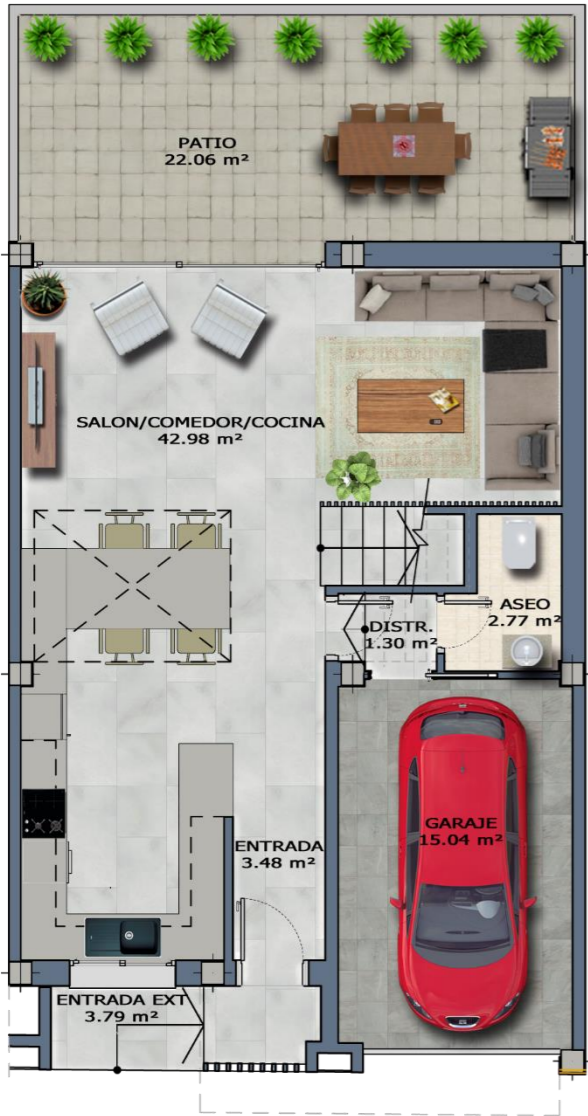 PATIO
22.06 m²
SALON/COMEDOR/COCINA
42.98 m²
ASEO
2.77 m²
DISTR.
1.30 m²
GARAJE
15.04 m²
ENTRADA
3.48 m²
ENTRADA EXT
3.79 m²